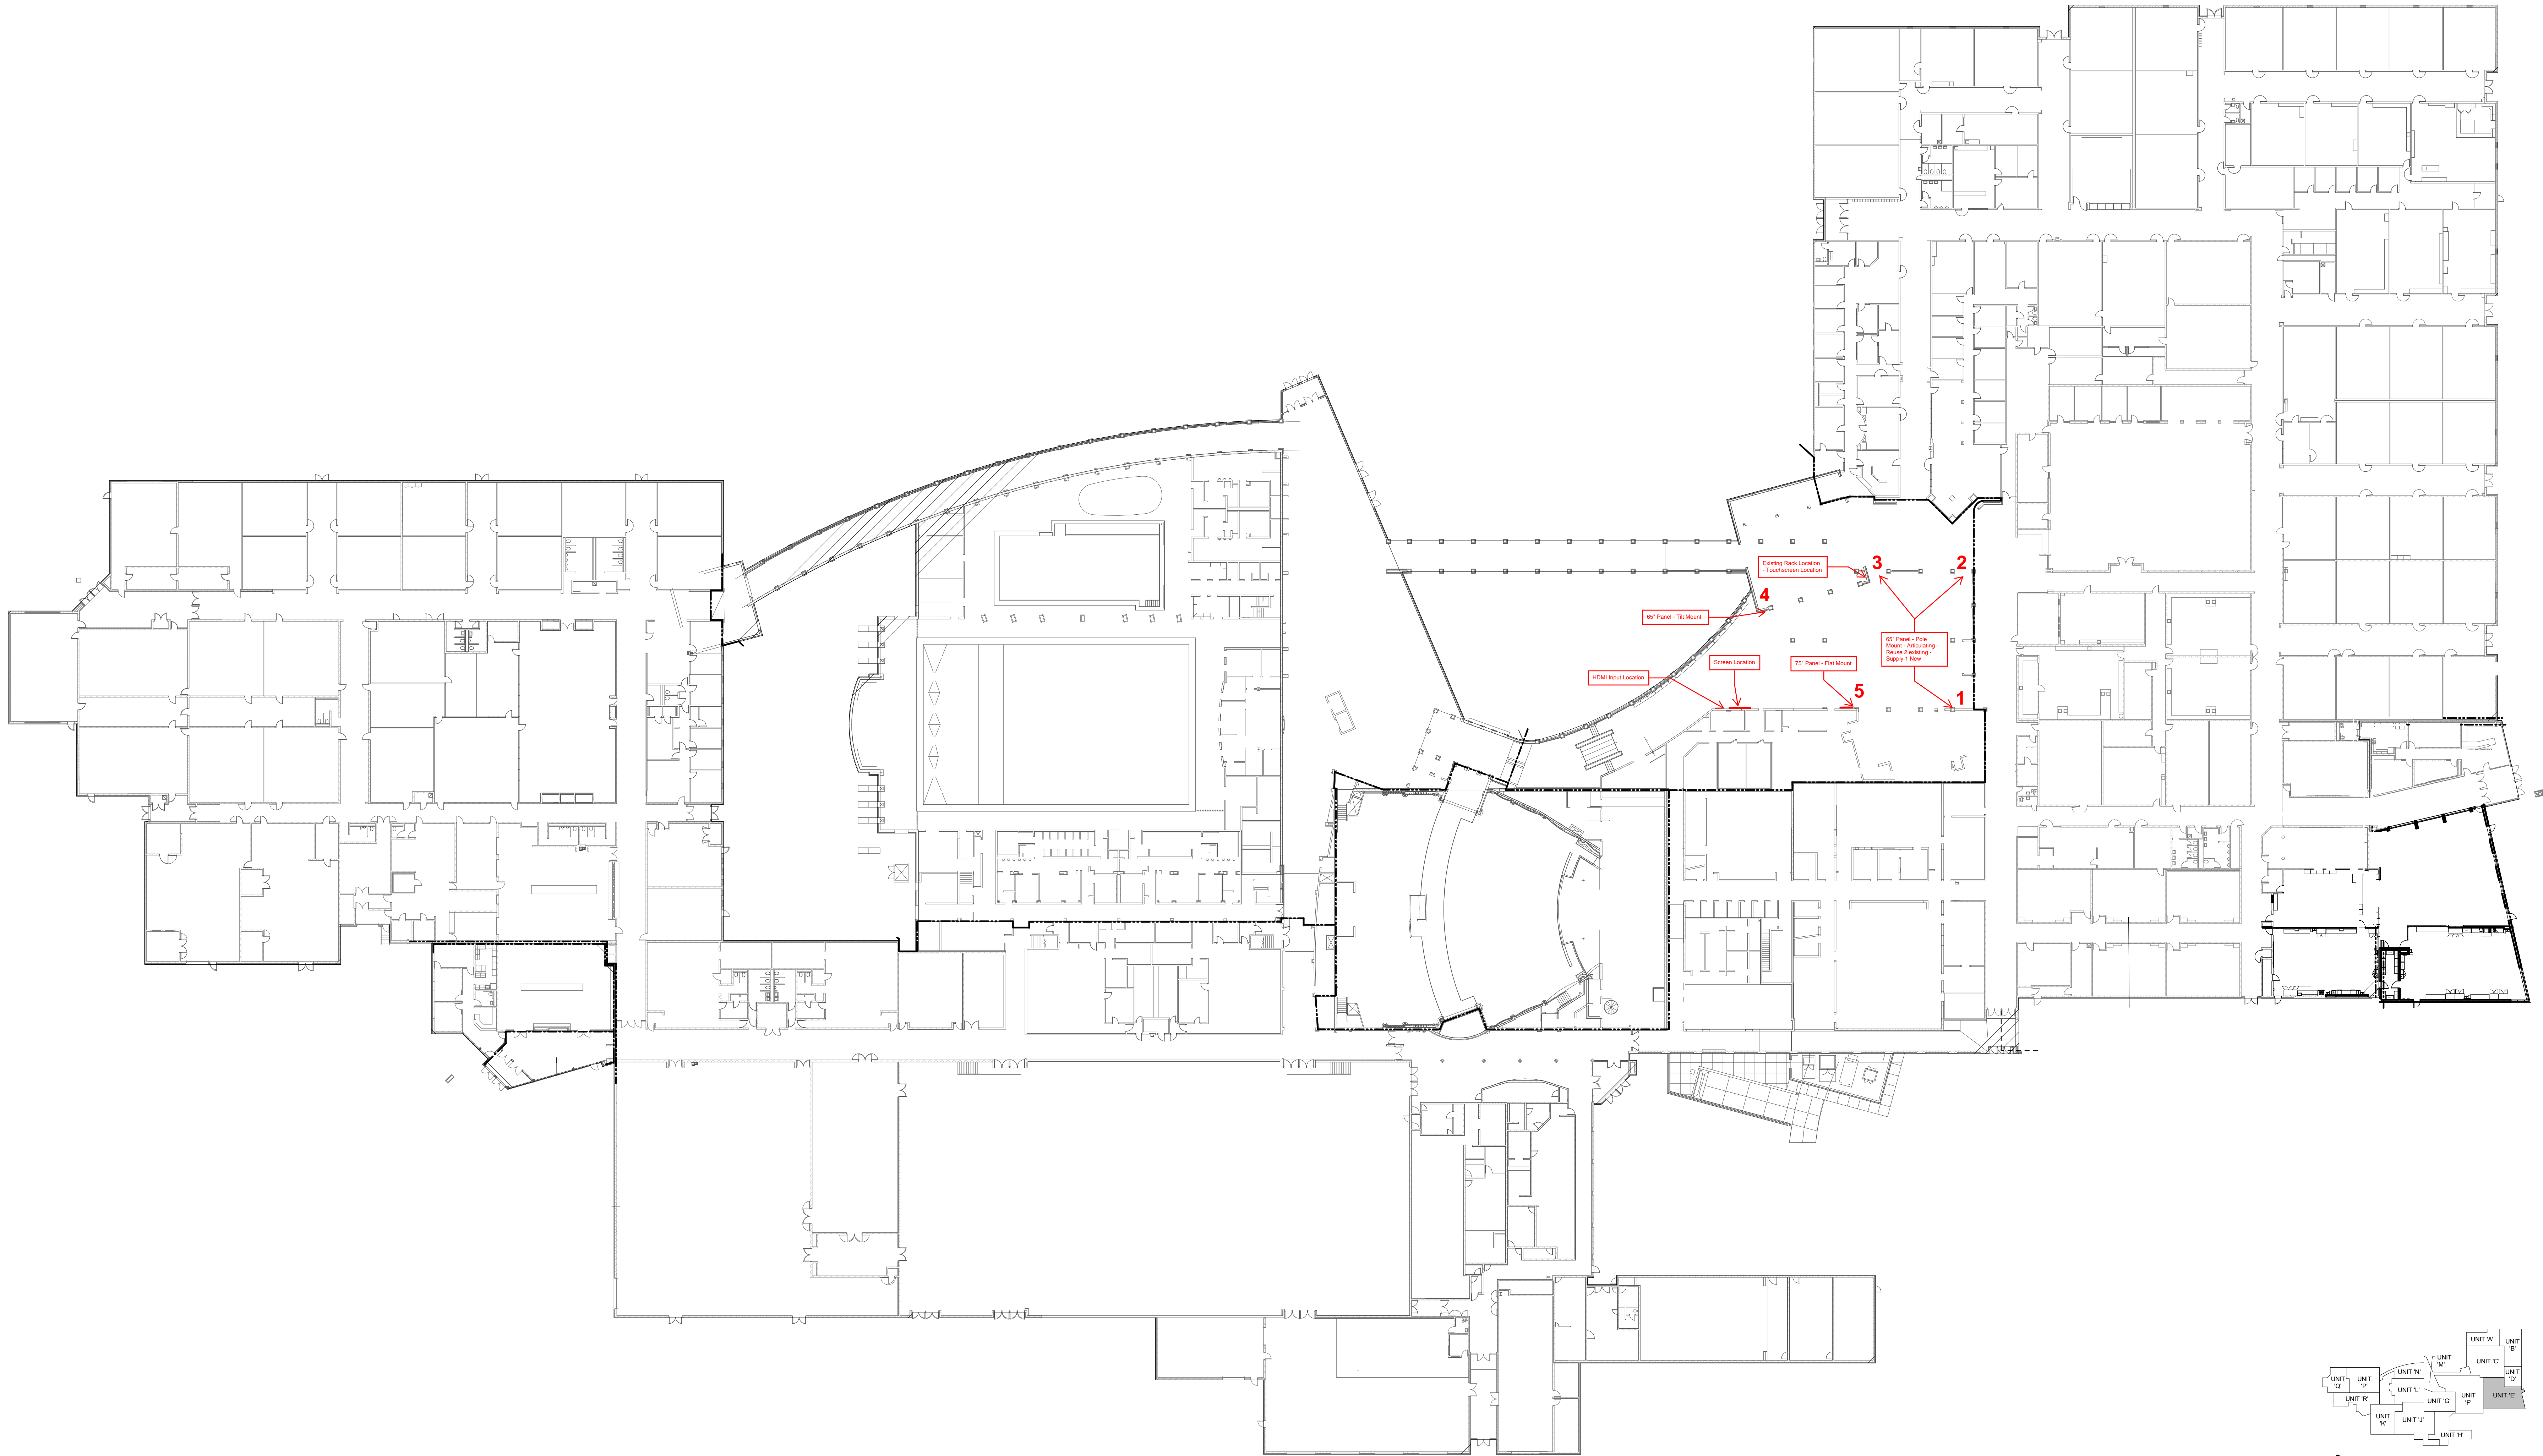 Existing Rack Location
- Touchscreen Location
3
2
4
65" Panel - Tilt Mount
65" Panel - Pole
Mount - Articulating -
Reuse 2 existing -
Supply 1 New
Screen Location
75" Panel - Flat Mount
HDMI Input Location
5
1
UNIT 'A'
UNIT
'B'
UNIT
'M'
UNIT 'C'
UNIT 'N'
UNIT
'D'
UNIT
'Q'
UNIT
'P'
UNIT 'L'
UNIT 'E'
UNIT 'R'
UNIT 'G'
UNIT
'F'
UNIT
'K'
UNIT 'J'
UNIT 'H'